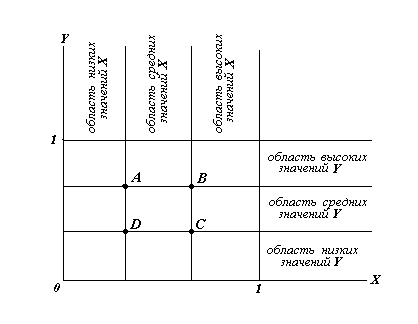 Y
область низких
значений X
область средних
значений X
область высоких
значений X
1
область высоких
значений Y
A
B
область средних
значений Y
D
C
область низких
значений Y
0
1
X